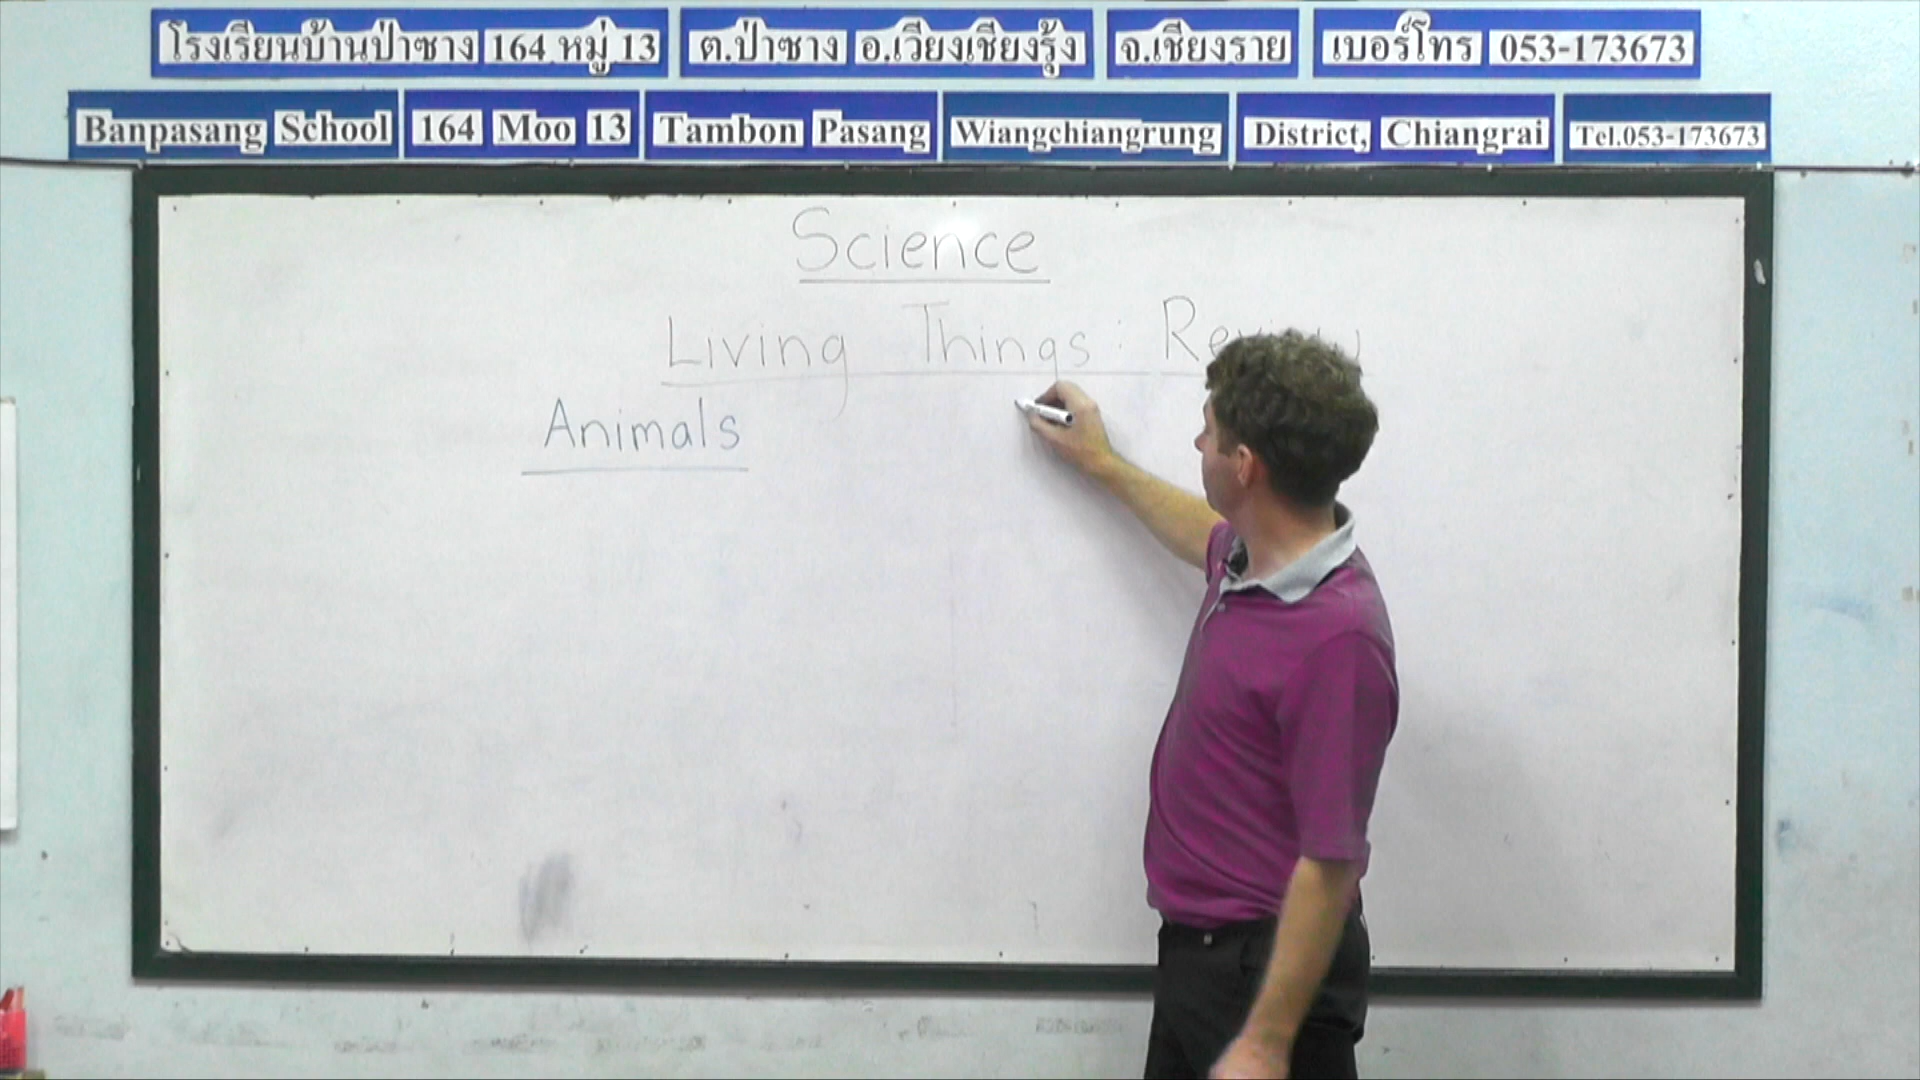 โรงเรียนบ้านป่าซาง 164 หมู่ 13 ต.ป่าซาง อ.เวียงเชียงรุ้ง จ.เชียงราย เบอร์โทร 053-173673
Banpasang School 164 Moo 13 Tambon Pasang Wiangchiangrung District, Chiangrai Tel.053-173673
Science
Living Things : Review
Animals